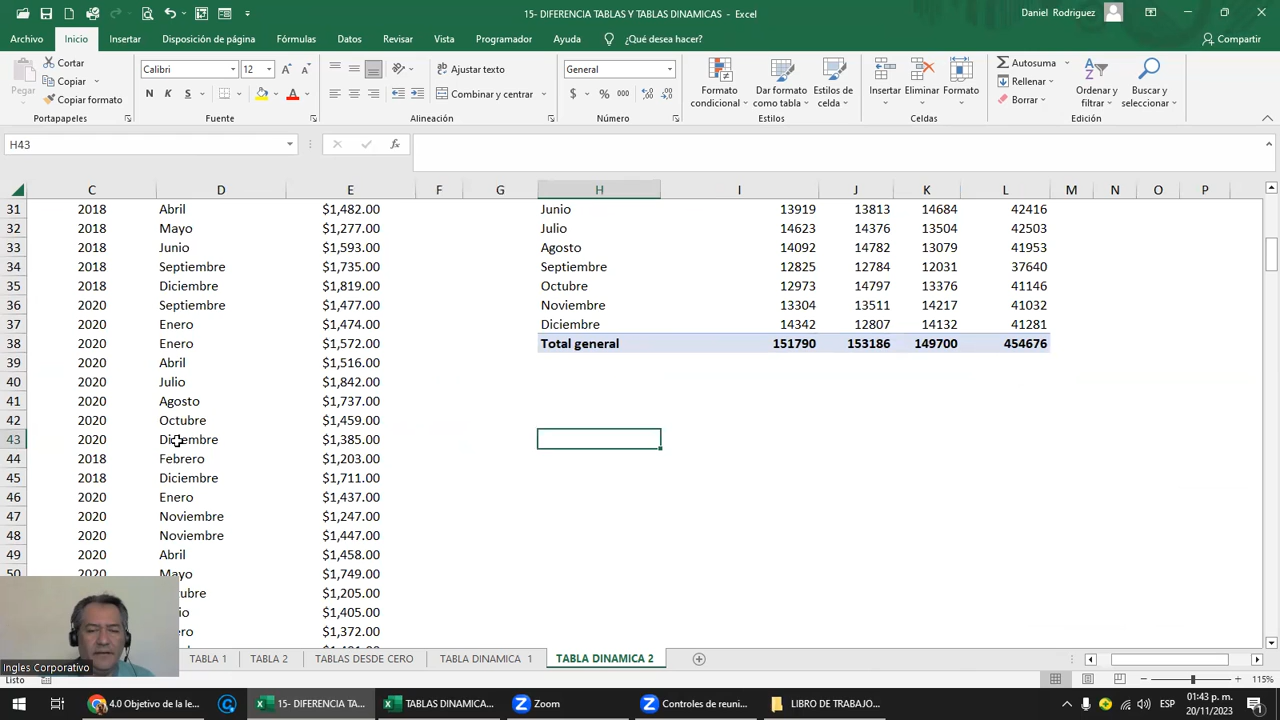 15- DIFERENCIA TABLAS Y TABLAS DINAMICAS - Excel
Daniel Rodriguez
Archivo Inicio Insertar Disposición de página Fórmulas Datos Revisar Vista Programador Ayuda ¿Qué desea hacer? Compartir
Pegar
Cortar
Copiar
Copiar formato
Portapapeles
Calibri 12
N K S
Fuente
Ajustar texto
Combinar y centrar
Alineación
General
$ % 000
Número
Formato condicional
Dar formato como tabla
Estilos de celda
Estilos
Insertar Eliminar Formato
Celdas
Autosuma
Rellenar
Borrar
Ordenar y filtrar
Buscar y seleccionar
Edición
H43
C D E F G H I J K L M N O P
31 2018 Abril $1,482.00 Junio 13919 13813 14684 42416
32 2018 Mayo $1,277.00 Julio 14623 14376 13504 42503
33 2018 Junio $1,593.00 Agosto 14092 14782 13079 41953
34 2018 Septiembre $1,735.00 Septiembre 12825 12784 12031 37640
35 2018 Diciembre $1,819.00 Octubre 12973 14797 13376 41146
36 2020 Septiembre $1,477.00 Noviembre 13304 13511 14217 41032
37 2020 Enero $1,474.00 Diciembre 14342 12807 14132 41281
38 2020 Enero $1,572.00 Total general 151790 153186 149700 454676
39 2020 Abril $1,516.00
40 2020 Julio $1,842.00
41 2020 Agosto $1,737.00
42 2020 Octubre $1,459.00
43 2020 Diciembre $1,385.00
44 2018 Febrero $1,203.00
45 2018 Diciembre $1,711.00
46 2020 Enero $1,437.00
47 2020 Noviembre $1,247.00
48 2020 Noviembre $1,447.00
49 2020 Abril $1,458.00
50 2020 Mayo $1,749.00
$1,205.00
$1,405.00
$1,372.00
Ingles Corporativo
TABLA 1 TABLA 2 TABLAS DESDE CERO TABLA DINAMICA 1 TABLA DINAMICA 2
Listo
115%
4.0 Objetivo de la le... 15- DIFERENCIA TA... TABLAS DINAMICA... Zoom Controles de reuni... LIBRO DE TRABAJO... ESP 01:43 p. m.
20/11/2023